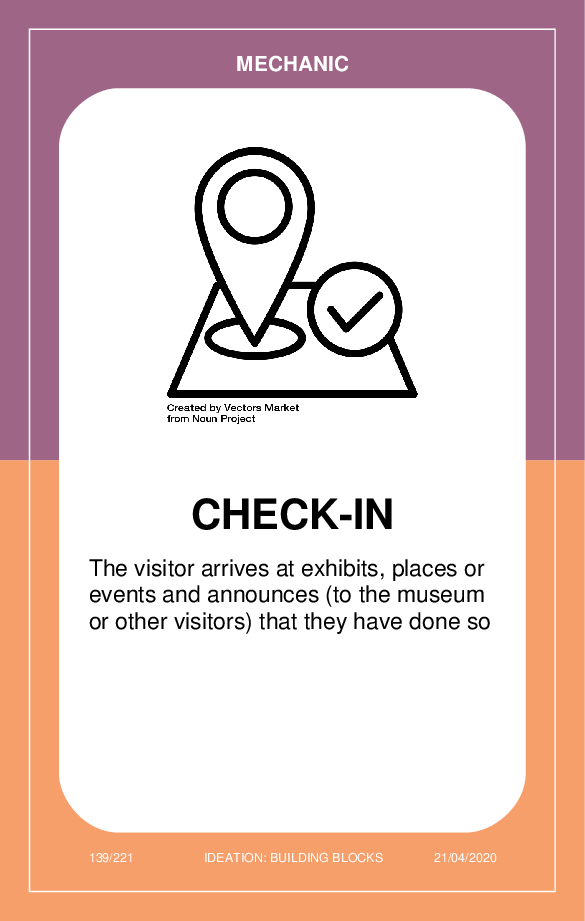 MECHANIC
Created by Vectors Market
from Noun Project
CHECK-IN
The visitor arrives at exhibits, places or
events and announces (to the museum
or other visitors) that they have done so
139/221 IDEATION: BUILDING BLOCKS 21/04/2020